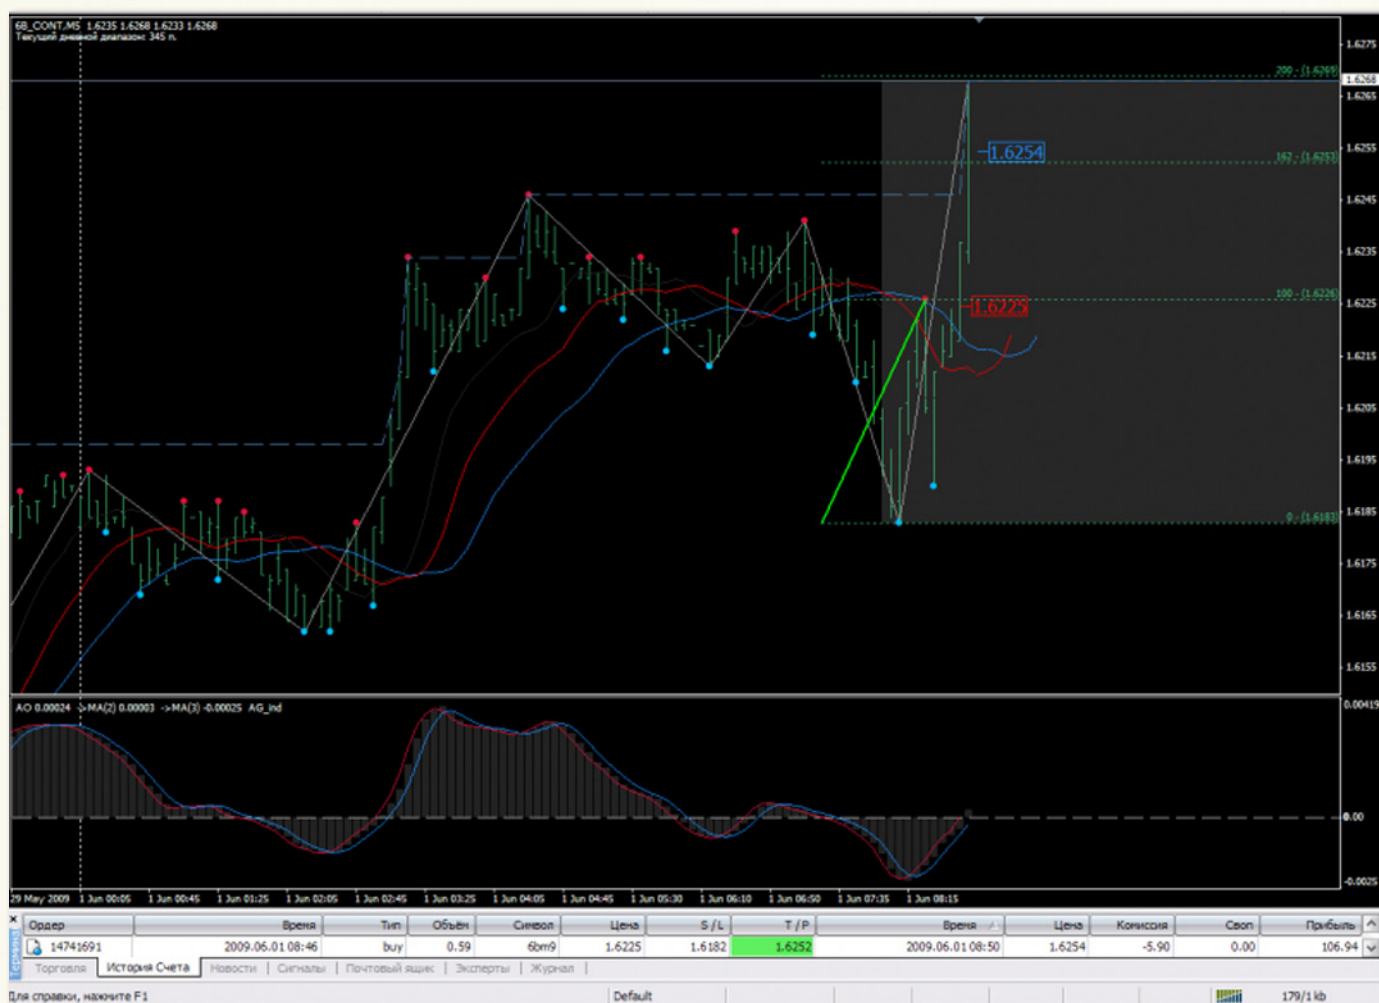 6B_CONT,M5 1.6235 1.6268 1.6233 1.6268
Текущий дневной диапазон: 345 п.
1.6275
200 - (1.6269)
1.6268
1.6265
1.6254
1.6255
162 - (1.6253)
1.6245
1.6235
100 - (1.6226)
1.6225
1.6225
1.6215
1.6205
1.6195
1.6185
0 - (1.6183)
1.6175
1.6165
1.6155
AO 0.00024 ->MA(2) 0.00003 ->MA(3) -0.00025 AG_ind
0.00419
0.00
-0.0025
29 May 2009 1 Jun 00:05 1 Jun 00:45 1 Jun 01:25 1 Jun 02:05 1 Jun 02:45 1 Jun 03:25 1 Jun 04:05 1 Jun 04:45 1 Jun 05:30 1 Jun 06:10 1 Jun 06:50 1 Jun 07:35 1 Jun 08:15
Ордер Время Тип Объём Символ Цена S / L T / P Время Цена Комиссия Своп Прибыль
14741691 2009.06.01 08:46 buy 0.59 6bm9 1.6225 1.6182 1.6252 2009.06.01 08:50 1.6254 -5.90 0.00 106.94
Торговля История Счета Новости Сигналы Почтовый ящик Эксперты Журнал
Для справки, нажмите F1 Default 179/1 kb